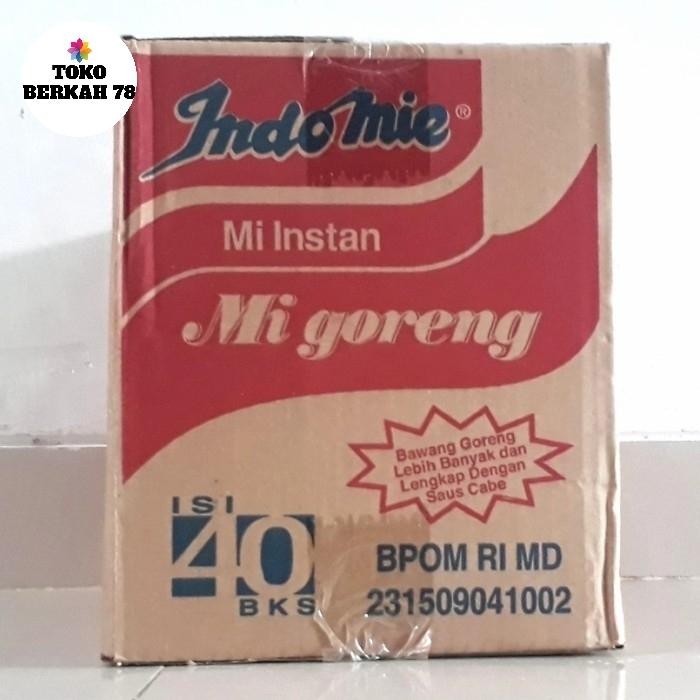 TOKO
BERKAH 78
Indomie®
Mi Instan
Mi goreng
Bawang Goreng
Lebih Banyak dan
Lengkap Dengan
Saus Cabe
ISI
40
BKS
BPOM RI MD
231509041002